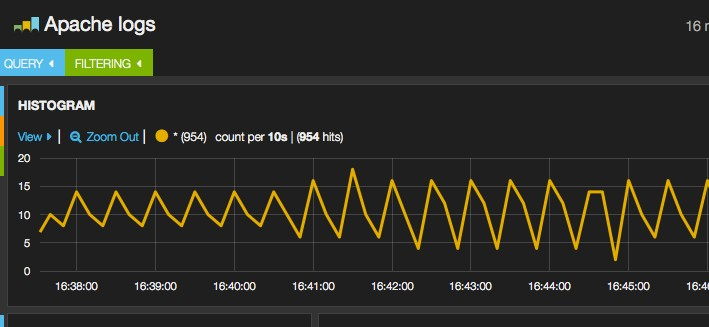 Apache logs
16
QUERY
FILTERING
HISTOGRAM
View | Zoom Out | * (954) count per 10s | (954 hits)
20
15
10
5
0
16:38:00 16:39:00 16:40:00 16:41:00 16:42:00 16:43:00 16:44:00 16:45:00